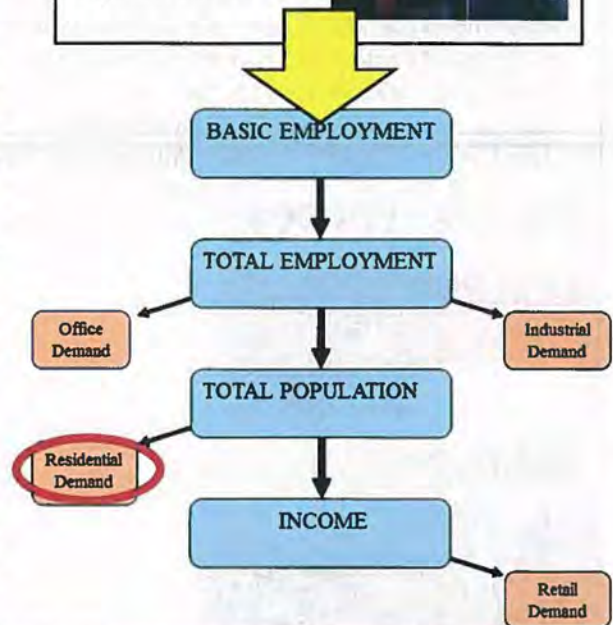 BASIC EMPLOYMENT
TOTAL EMPLOYMENT
Office
Demand
Industrial
Demand
TOTAL POPULATION
Residential
Demand
INCOME
Retail
Demand